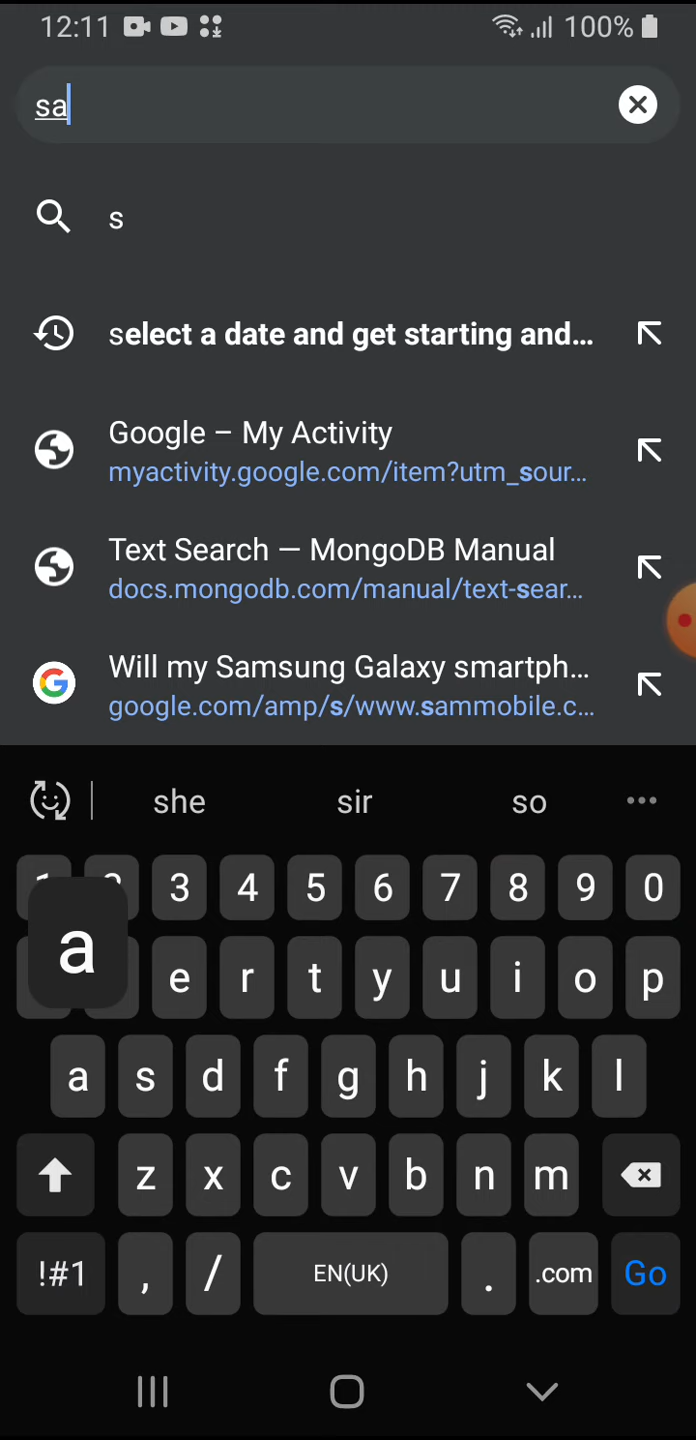 12:11 100%
sa
s
select a date and get starting and...
Google – My Activity
myactivity.google.com/item?utm_sour...
Text Search — MongoDB Manual
docs.mongodb.com/manual/text-sear...
Will my Samsung Galaxy smartph...
google.com/amp/s/www.sammobile.c...
she sir so
3 4 5 6 7 8 9 0
a
e r t y u i o p
a s d f g h j k l
z x c v b n m
!#1 , / EN(UK) . .com Go